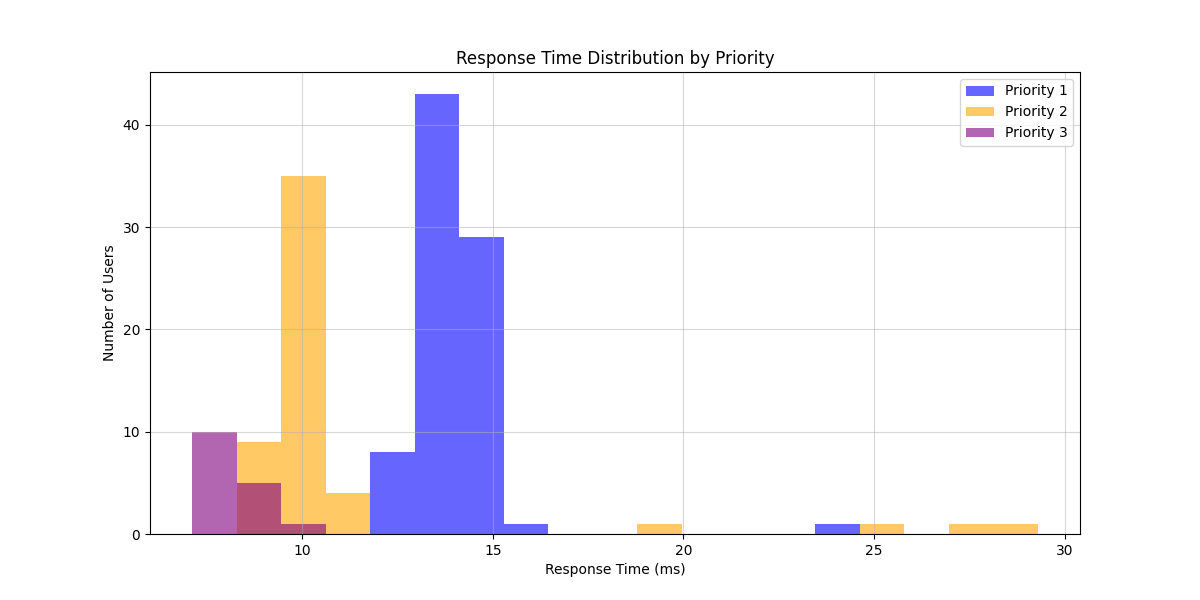 Response Time Distribution by Priority
Priority 1
Priority 2
Priority 3
Number of Users
40
30
20
10
0
10 15 20 25 30
Response Time (ms)